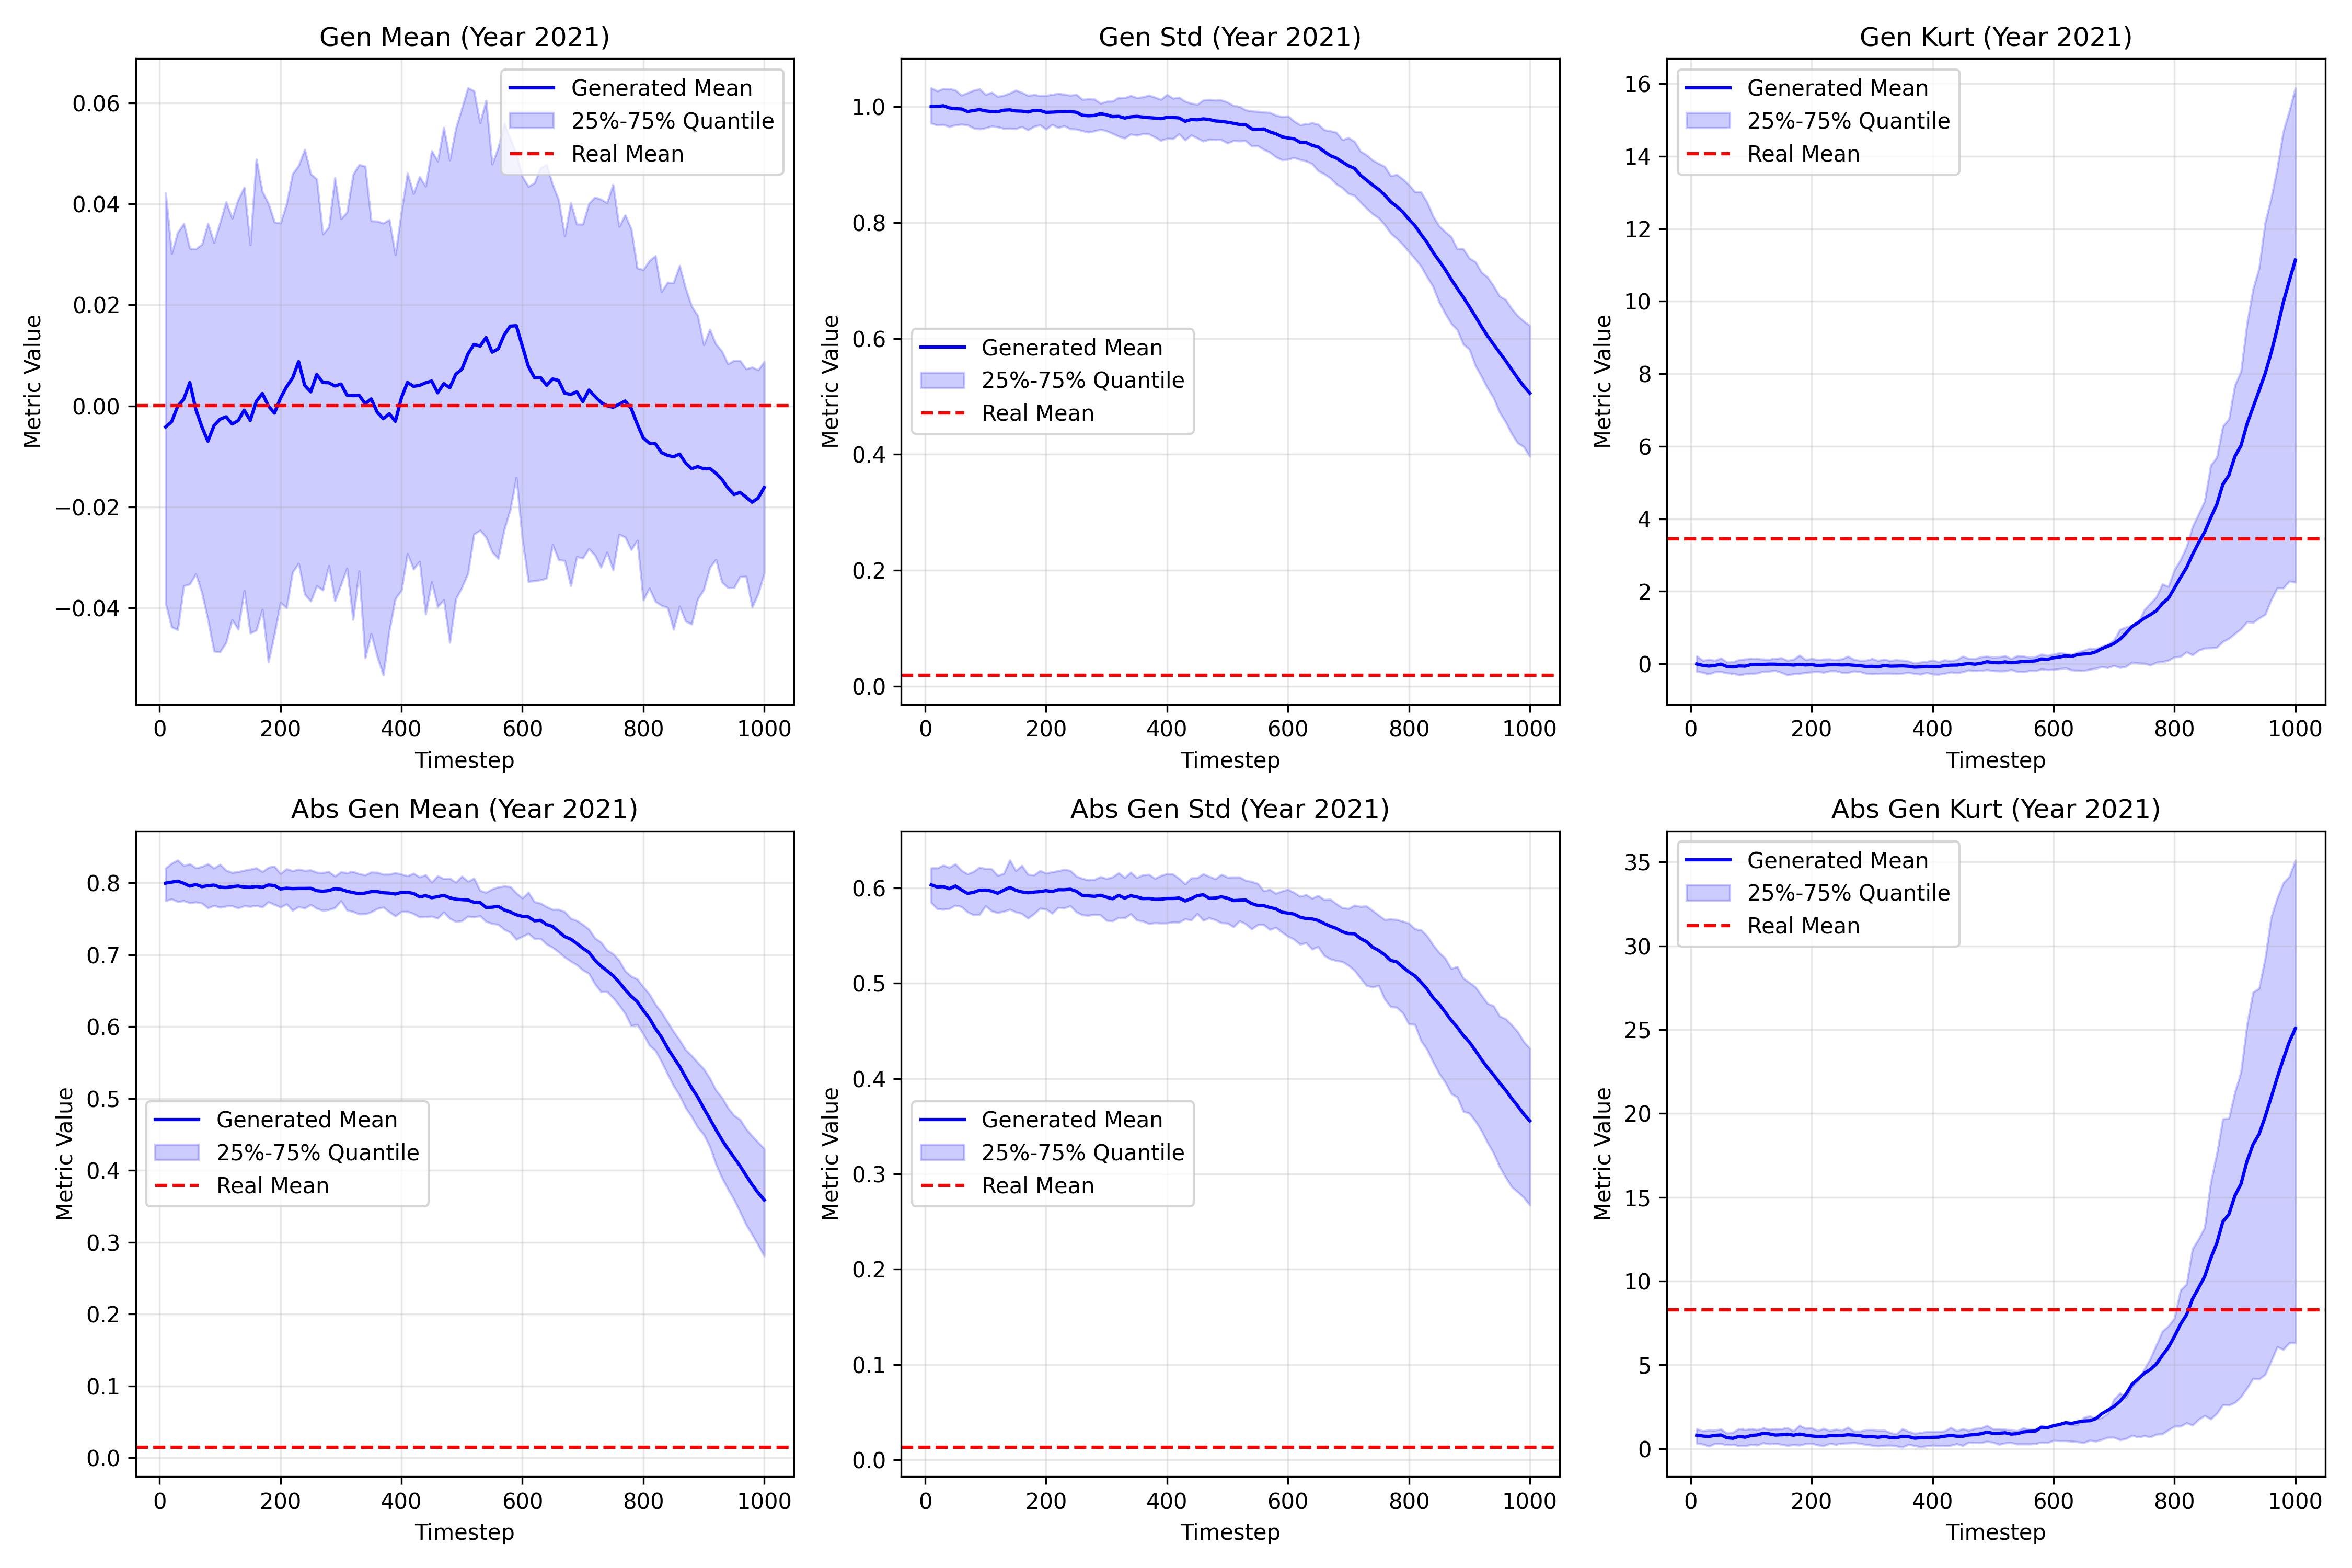 Gen Mean (Year 2021)
Metric Value
0.06
0.04
0.02
0.00
−0.02
−0.04
Generated Mean
25%-75% Quantile
Real Mean
0 200 400 600 800 1000
Timestep
Gen Std (Year 2021)
Metric Value
1.0
0.8
0.6
0.4
0.2
0.0
Generated Mean
25%-75% Quantile
Real Mean
0 200 400 600 800 1000
Timestep
Gen Kurt (Year 2021)
Metric Value
16
14
12
10
8
6
4
2
0
Generated Mean
25%-75% Quantile
Real Mean
0 200 400 600 800 1000
Timestep
Abs Gen Mean (Year 2021)
Metric Value
0.8
0.7
0.6
0.5
0.4
0.3
0.2
0.1
0.0
Generated Mean
25%-75% Quantile
Real Mean
0 200 400 600 800 1000
Timestep
Abs Gen Std (Year 2021)
Metric Value
0.6
0.5
0.4
0.3
0.2
0.1
0.0
Generated Mean
25%-75% Quantile
Real Mean
0 200 400 600 800 1000
Timestep
Abs Gen Kurt (Year 2021)
Metric Value
35
30
25
20
15
10
5
0
Generated Mean
25%-75% Quantile
Real Mean
0 200 400 600 800 1000
Timestep